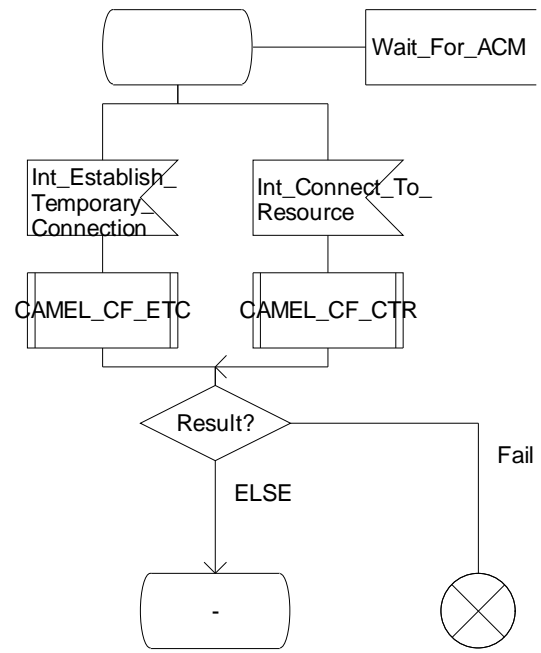 Wait_For_ACM
Int_Establish_
Temporary_
Connection
Int_Connect_To_
Resource
CAMEL_CF_ETC
CAMEL_CF_CTR
Result?
Fail
ELSE
-